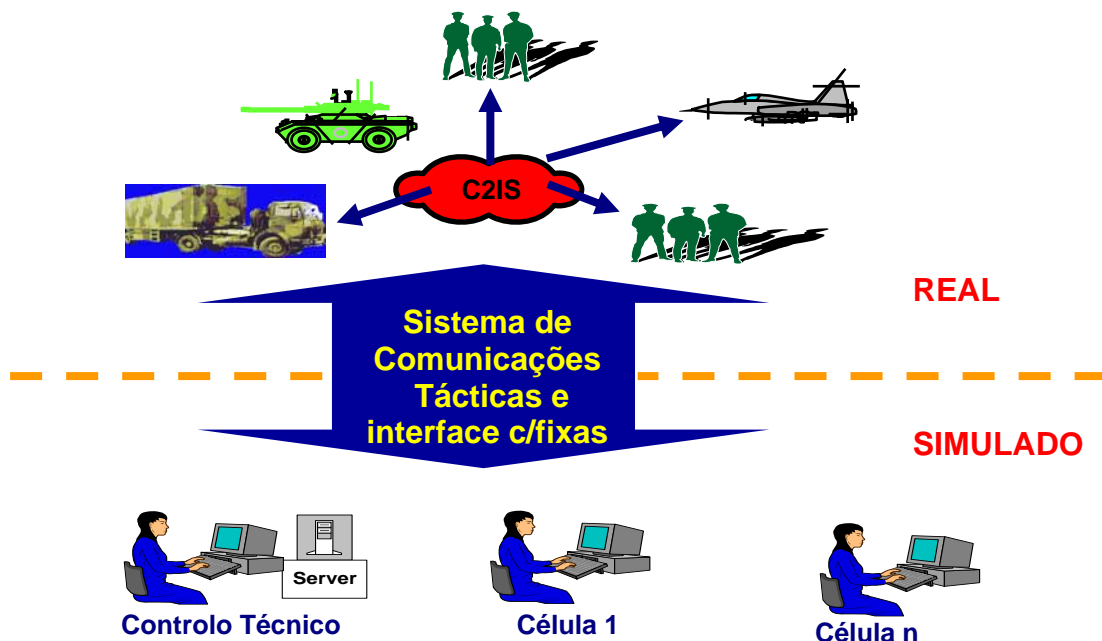 C2IS
REAL
Sistema de
Comunicações
Tácticas e
interface c/fixas
SIMULADO
Server
Controlo Técnico
Célula 1
Célula n